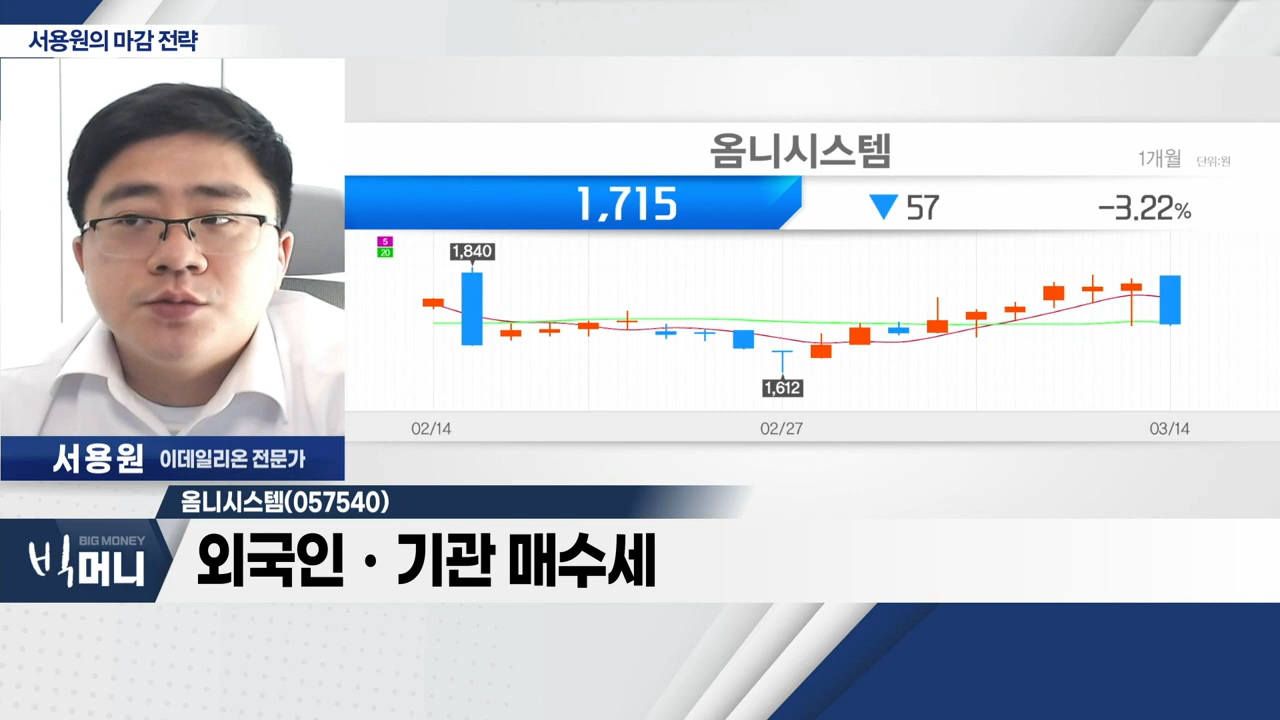 서용원의 마감 전략
옴니시스템
1개월 단위:원
1,715 ▼ 57 -3.22%
5
20
1,840
1,612
02/14 02/27 03/14
서용원 이데일리온 전문가
옴니시스템(057540)
BIG MONEY
빅머니
외국인 · 기관 매수세